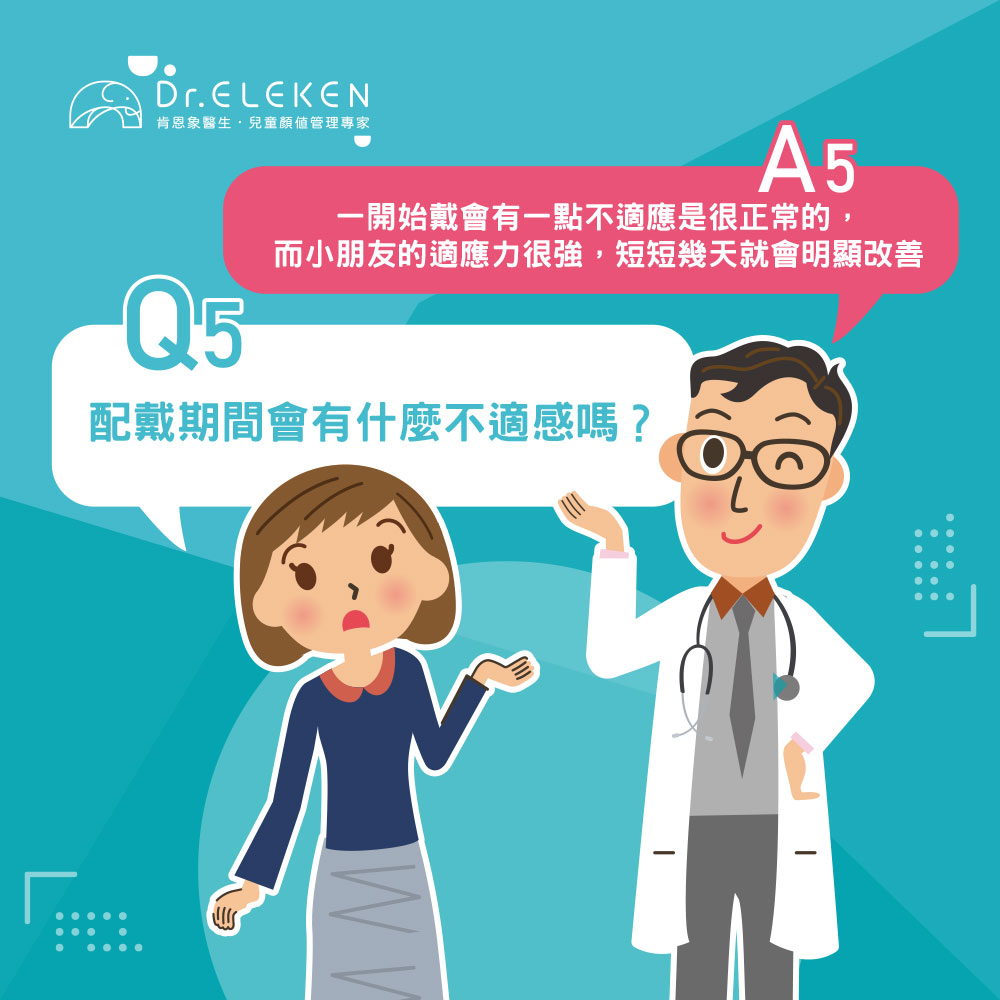 Dr.ELEKEN
肯恩象醫生・兒童顏值管理專家
A5
一開始戴會有一點不適應是很正常的，
而小朋友的適應力很強，短短幾天就會明顯改善
Q5
配戴期間會有什麼不適感嗎？